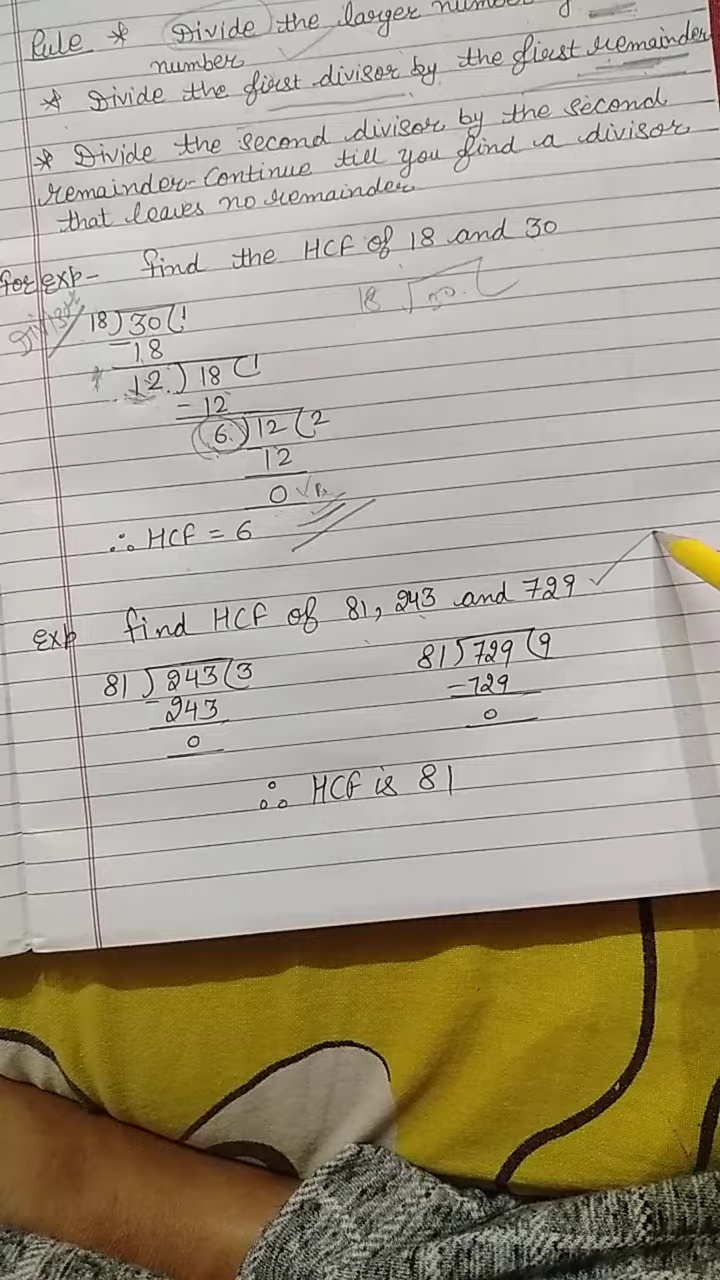 Rule * Divide the larger number
number
* Divide the first divisor by the first remainder
* Divide the second divisor by the second
remainder-Continue till you find a divisor
that leaves no remainder
for exp- find the HCF of 18 and 30
18 ) 30 ( 1
18 ) 30 (
- 18
12 ) 18 ( 1
- 12
6 ) 12 ( 2
12
0
∴ HCF = 6
exp find HCF of 81, 243 and 729
81 ) 243 ( 3 81 ) 729 ( 9
- 243 - 729
0 0
∴ HCF is 81